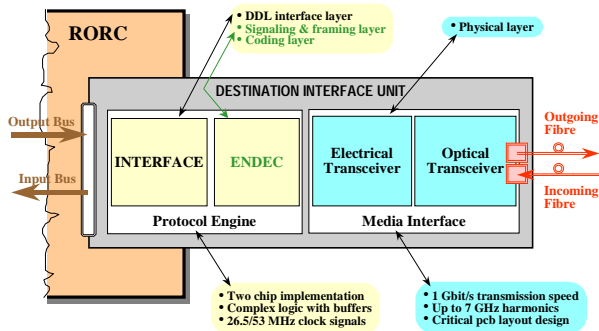 RORC
• DDL interface layer
• Signaling & framing layer
• Coding layer
• Physical layer
DESTINATION INTERFACE UNIT
Output Bus
Input Bus
INTERFACE
ENDEC
Electrical
Transceiver
Optical
Transceiver
Outgoing
Fibre
Incoming
Fibre
Protocol Engine
Media Interface
• Two chip implementation
• Complex logic with buffers
• 26.5/53 MHz clock signals
• 1 Gbit/s transmission speed
• Up to 7 GHz harmonics
• Critical pcb layout design